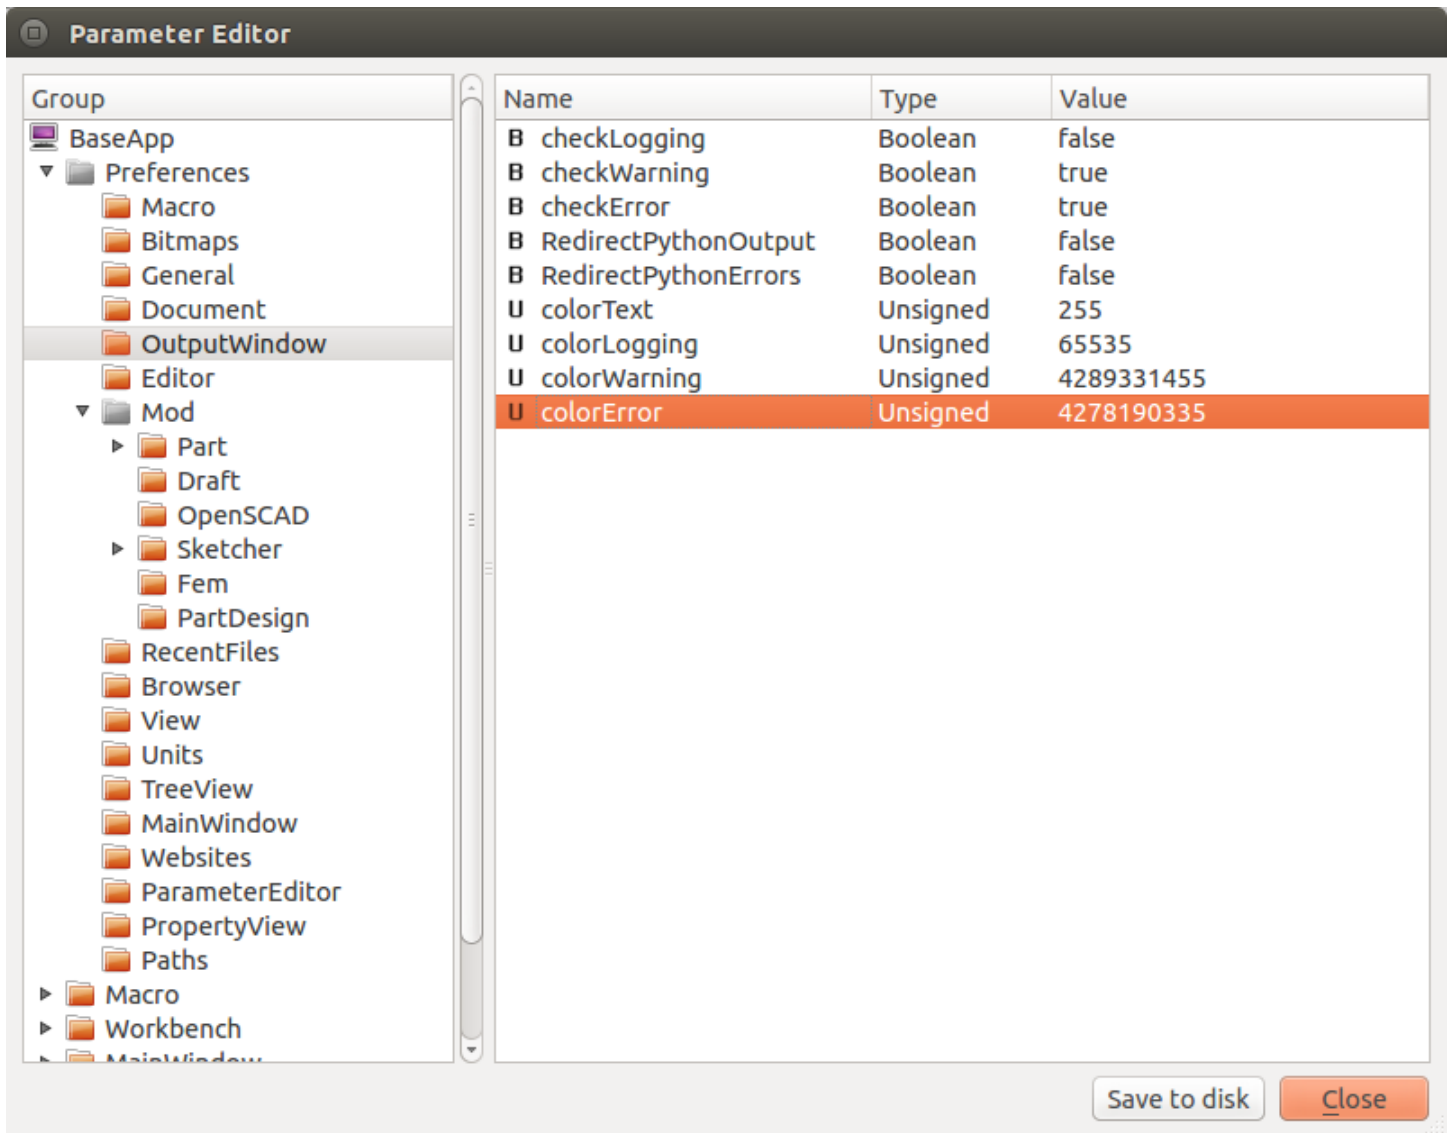 Parameter Editor
Group
BaseApp
Preferences
Macro
Bitmaps
General
Document
OutputWindow
Editor
Mod
Part
Draft
OpenSCAD
Sketcher
Fem
PartDesign
RecentFiles
Browser
View
Units
TreeView
MainWindow
Websites
ParameterEditor
PropertyView
Paths
Macro
Workbench
MainWindow
Name Type Value
B checkLogging Boolean false
B checkWarning Boolean true
B checkError Boolean true
B RedirectPythonOutput Boolean false
B RedirectPythonErrors Boolean false
U colorText Unsigned 255
U colorLogging Unsigned 65535
U colorWarning Unsigned 4289331455
U colorError Unsigned 4278190335
Save to disk Close